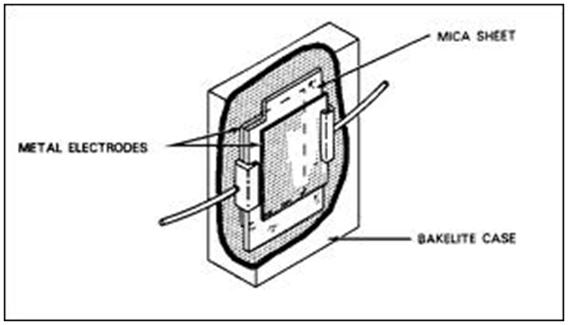 MICA SHEET
METAL ELECTRODES
BAKELITE CASE